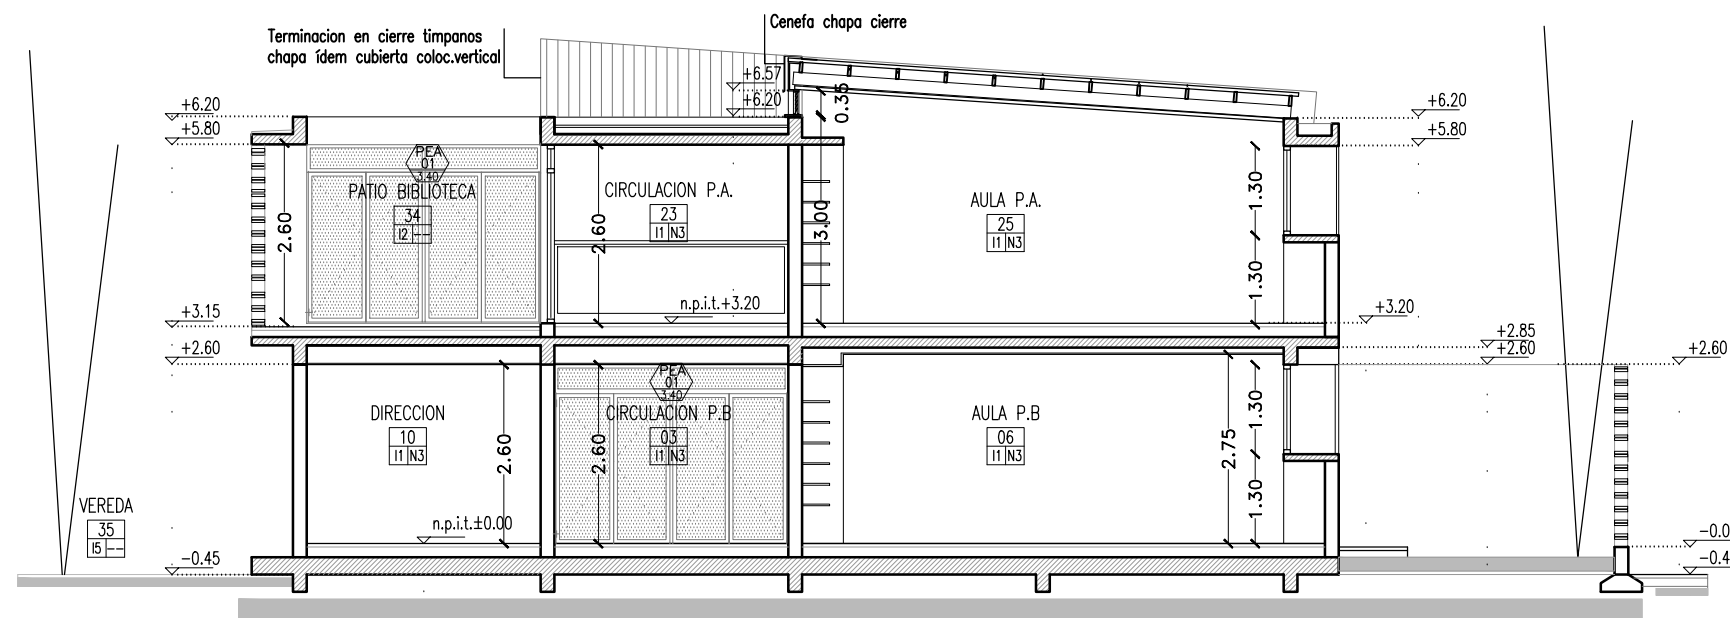 Cenefa chapa cierre
Terminacion en cierre timpanos
chapa ídem cubierta coloc.vertical
+6.57
+6.20
+6.20
+6.20
+5.80
+5.80
0.35
PEA
01
3.40
PATIO BIBLIOTECA
34
I2 --
CIRCULACION P.A.
23
I1 N3
AULA P.A.
25
I1 N3
2.60
2.60
3.00
1.30
1.30
n.p.i.t.+3.20
+3.15
+3.20
+2.85
+2.60
+2.60
+2.60
PEA
01
3.40
DIRECCION
10
I1 N3
CIRCULACION P.B
03
I1 N3
AULA P.B
06
I1 N3
2.60
2.60
2.75
1.30
1.30
VEREDA
35
I5 --
n.p.i.t.±0.00
-0.45
-0.0
-0.4